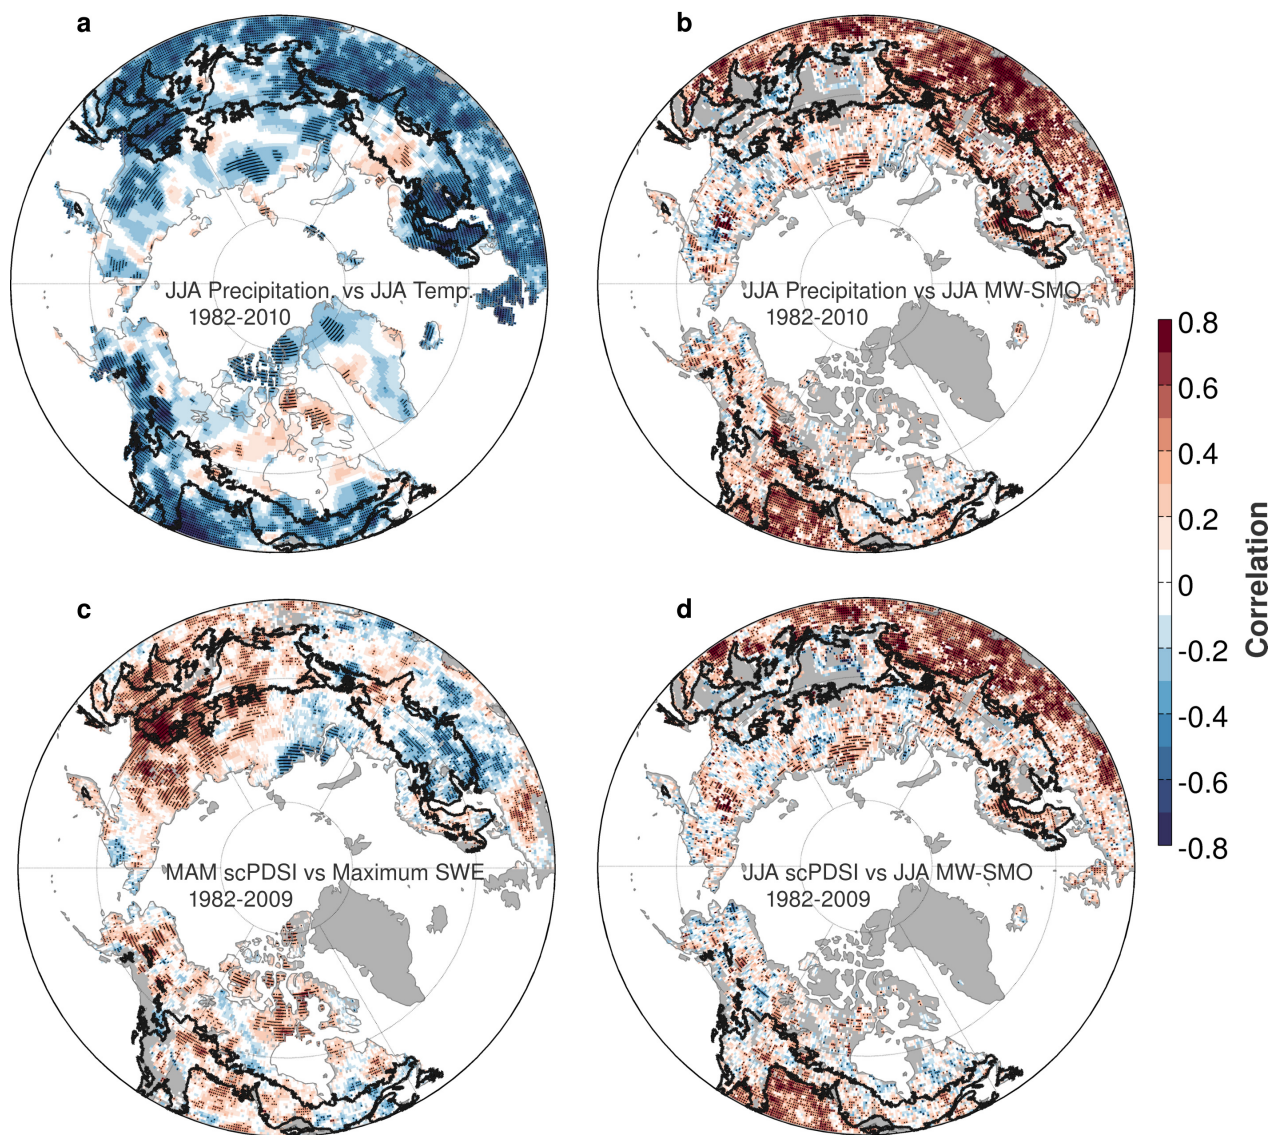 a
b
JJA Precipitation vs JJA Temp.
1982-2010
JJA Precipitation vs JJA MW-SMO
1982-2010
c
d
MAM scPDSI vs Maximum SWE
1982-2009
JJA scPDSI vs JJA MW-SMO
1982-2009
0.8
0.6
0.4
0.2
0
-0.2
-0.4
-0.6
-0.8
Correlation